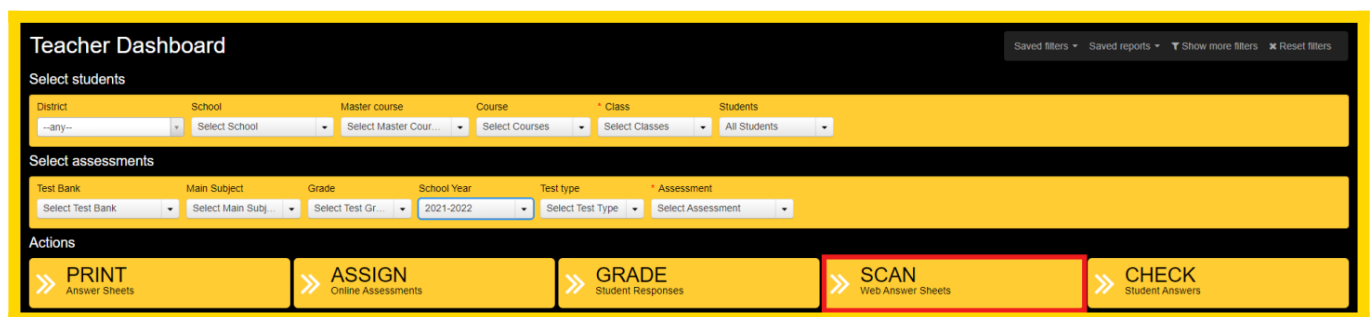 Teacher Dashboard
Saved filters Saved reports Show more filters Reset filters
Select students
District School Master course Course * Class Students
--any-- Select School Select Master Cour... Select Courses Select Classes All Students
Select assessments
Test Bank Main Subject Grade School Year Test type * Assessment
Select Test Bank Select Main Subj... Select Test Gr... 2021-2022 Select Test Type Select Assessment
Actions
PRINT ASSIGN GRADE SCAN CHECK
Answer Sheets Online Assessments Student Responses Web Answer Sheets Student Answers